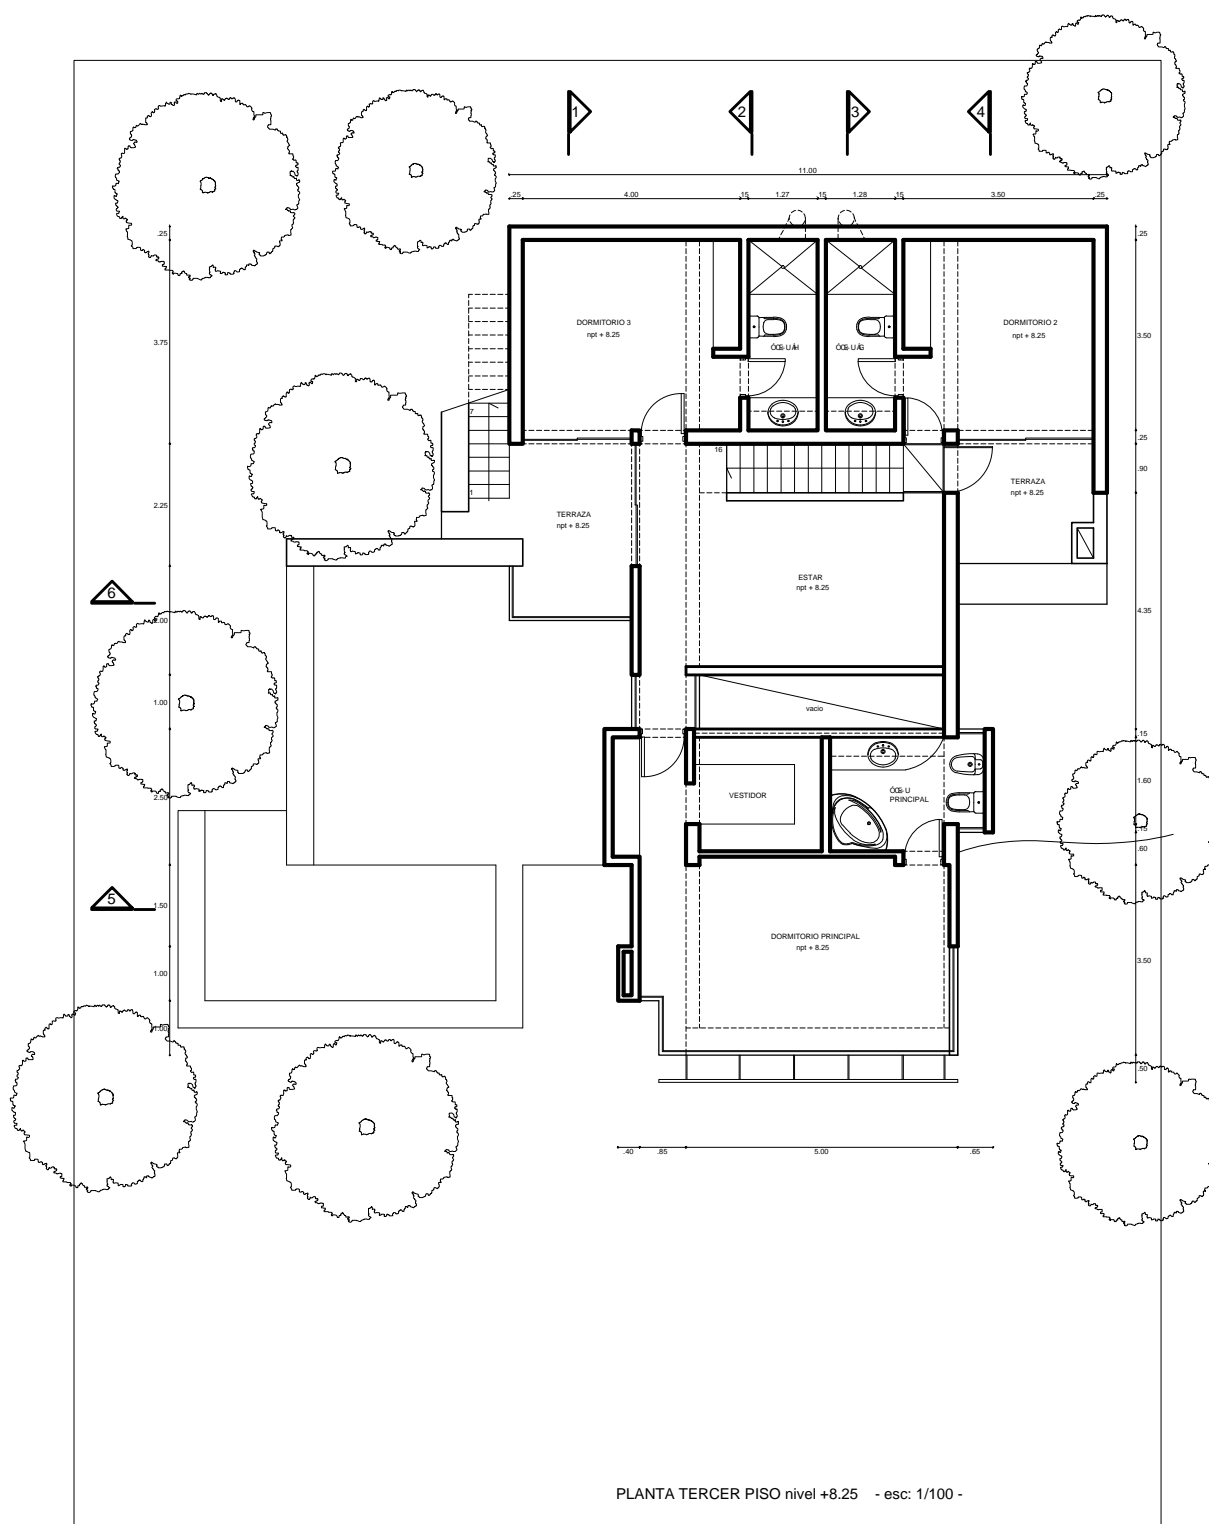 1
2
3
4
11.00
.25
4.00
.15
1.27
.15
1.28
.15
3.50
.25
.25
.25
3.75
3.50
DORMITORIO 3
npt + 8.25
DORMITORIO 2
npt + 8.25
7
.25
16
.90
1
2.25
TERRAZA
npt + 8.25
TERRAZA
npt + 8.25
ESTAR
npt + 8.25
6
2.00
4.35
1.00
vacio
.15
1.60
2.50
VESTIDOR
PRINCIPAL
.15
.60
5
1.50
DORMITORIO PRINCIPAL
npt + 8.25
3.50
1.00
1.00
.50
.40
.85
5.00
.65
PLANTA TERCER PISO nivel +8.25 - esc: 1/100 -